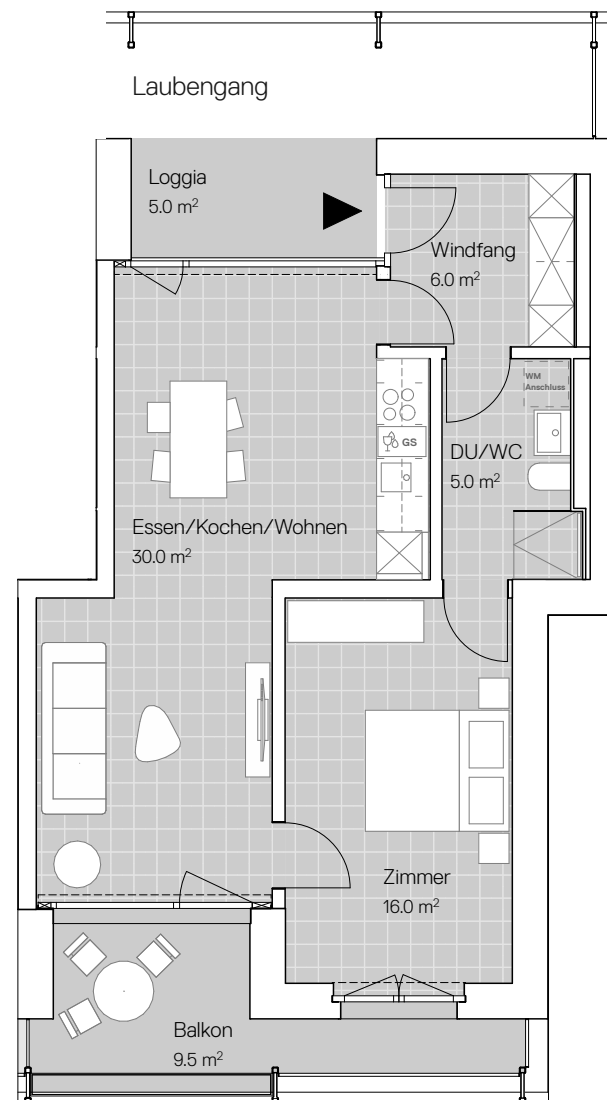 Laubengang
Loggia
5.0 m²
Windfang
6.0 m²
WM
Anschluss
GS
DU/WC
5.0 m²
Essen/Kochen/Wohnen
30.0 m²
Zimmer
16.0 m²
Balkon
9.5 m²